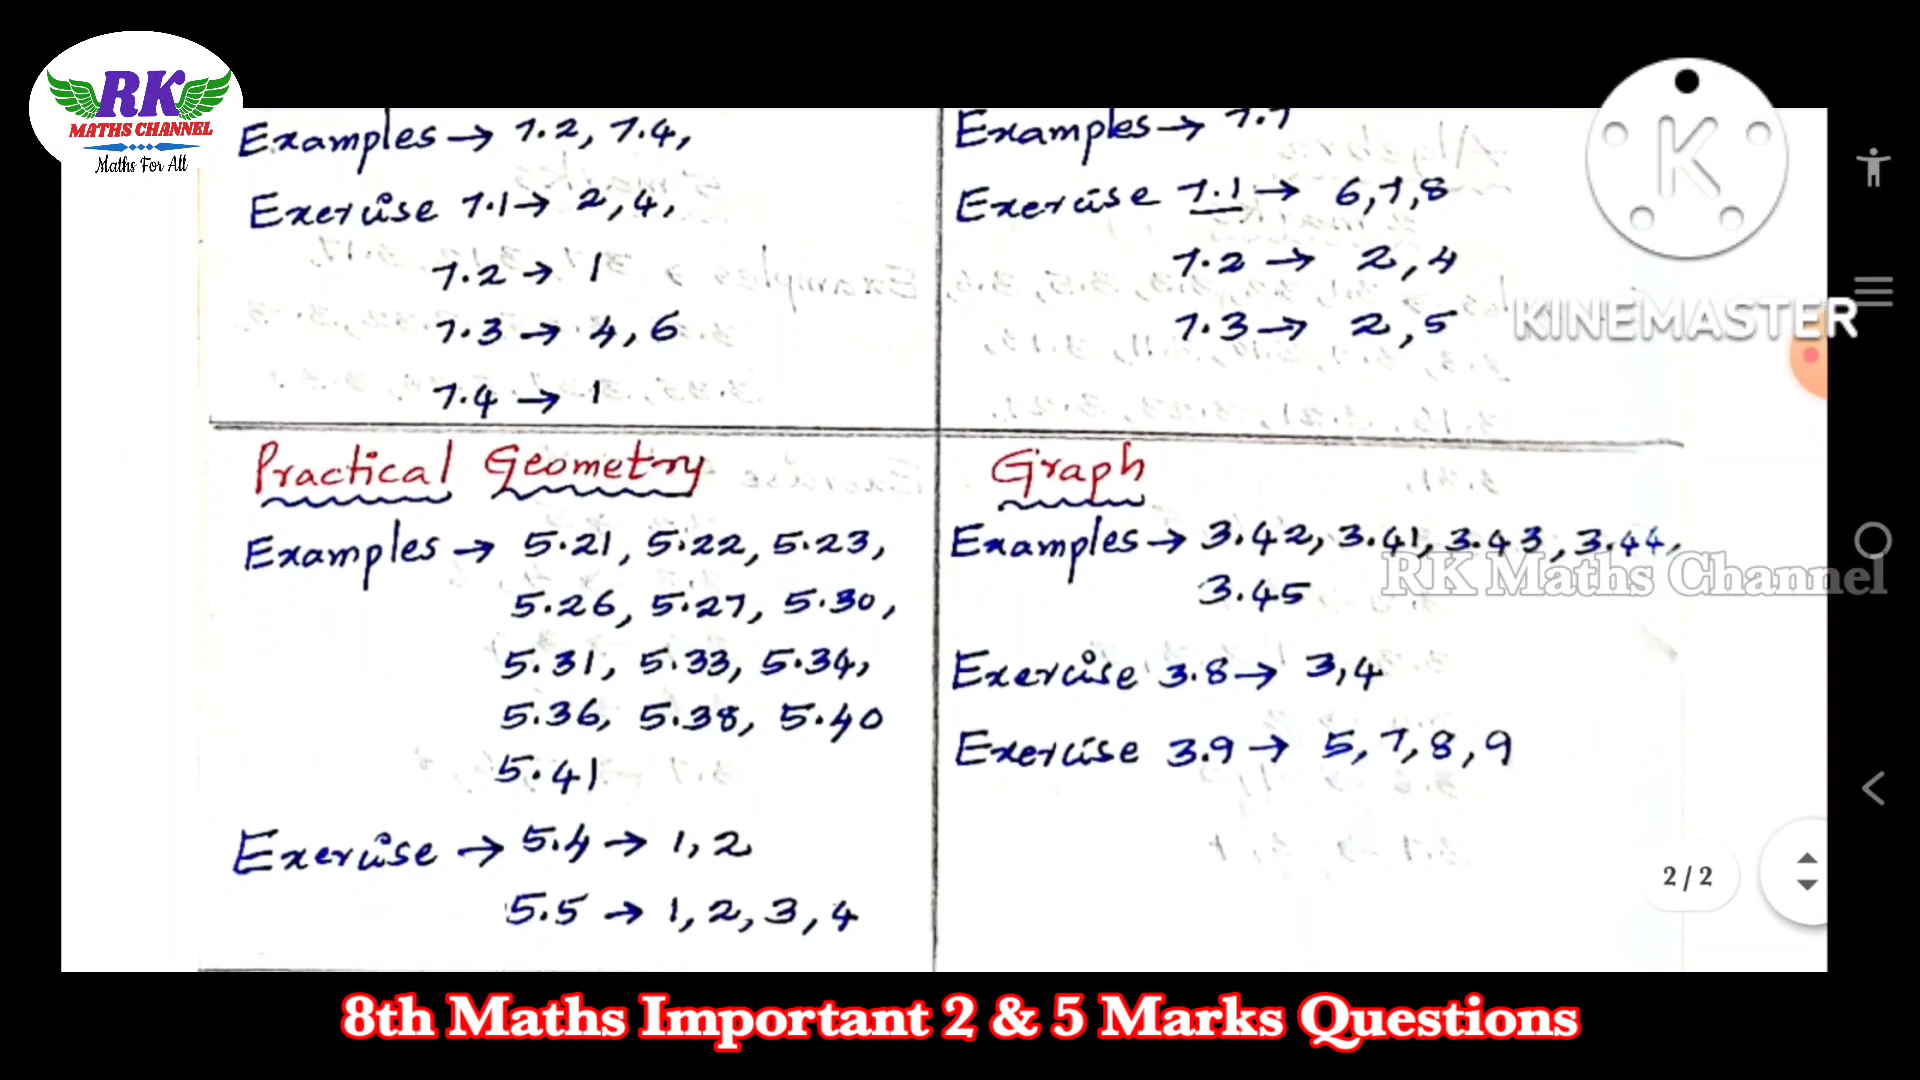 RK
MATHS CHANNEL
Maths For All
Examples → 7.2, 7.4,
Exercise 7.1 → 2, 4,
7.2 → 1
7.3 → 4, 6
7.4 → 1
Examples → 7.7
Exercise 7.1 → 6, 7, 8
7.2 → 2, 4
7.3 → 2, 5
K
KINEMASTER
Practical Geometry
Examples → 5.21, 5.22, 5.23,
5.26, 5.27, 5.30,
5.31, 5.33, 5.34,
5.36, 5.38, 5.40
5.41
Exercise → 5.4 → 1, 2
5.5 → 1, 2, 3, 4
Graph
Examples → 3.42, 3.41, 3.43, 3.44,
3.45
RK Maths Channel
Exercise 3.8 → 3, 4
Exercise 3.9 → 5, 7, 8, 9
2 / 2
8th Maths Important 2 & 5 Marks Questions